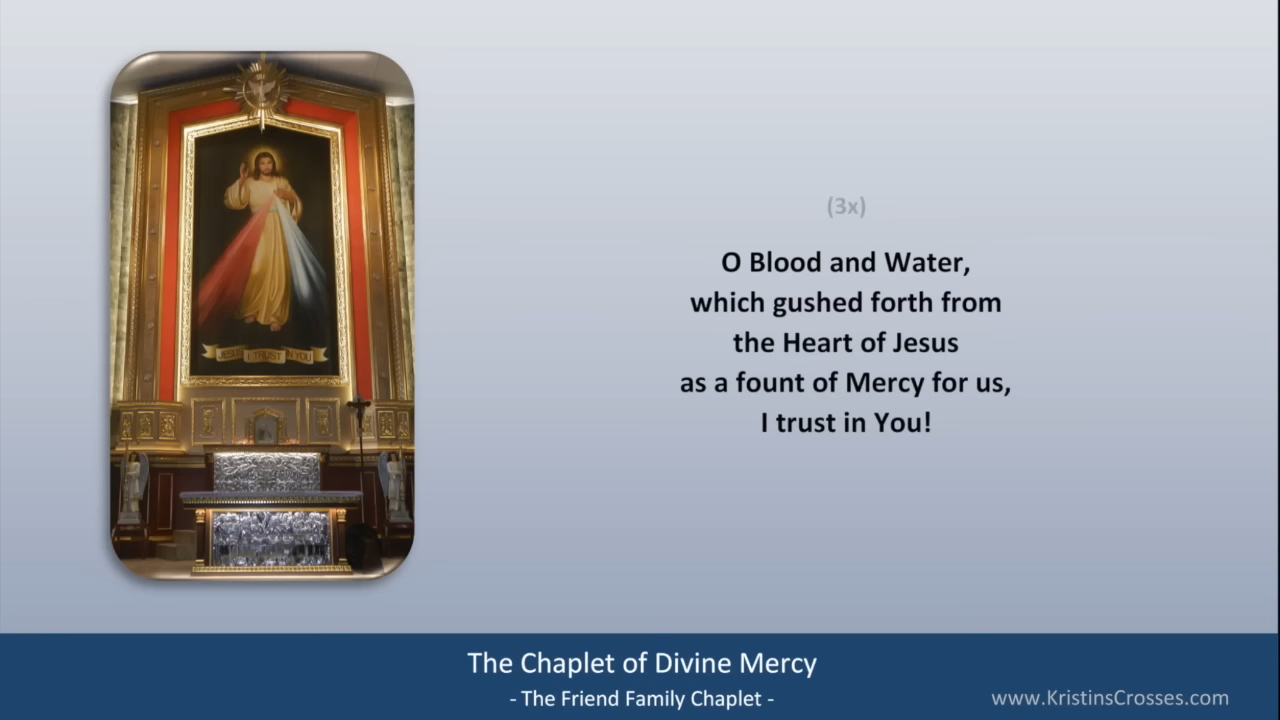 (3x)
O Blood and Water,
which gushed forth from
the Heart of Jesus
as a fount of Mercy for us,
I trust in You!
JESUS I TRUST IN YOU
The Chaplet of Divine Mercy
- The Friend Family Chaplet -
www.KristinsCrosses.com